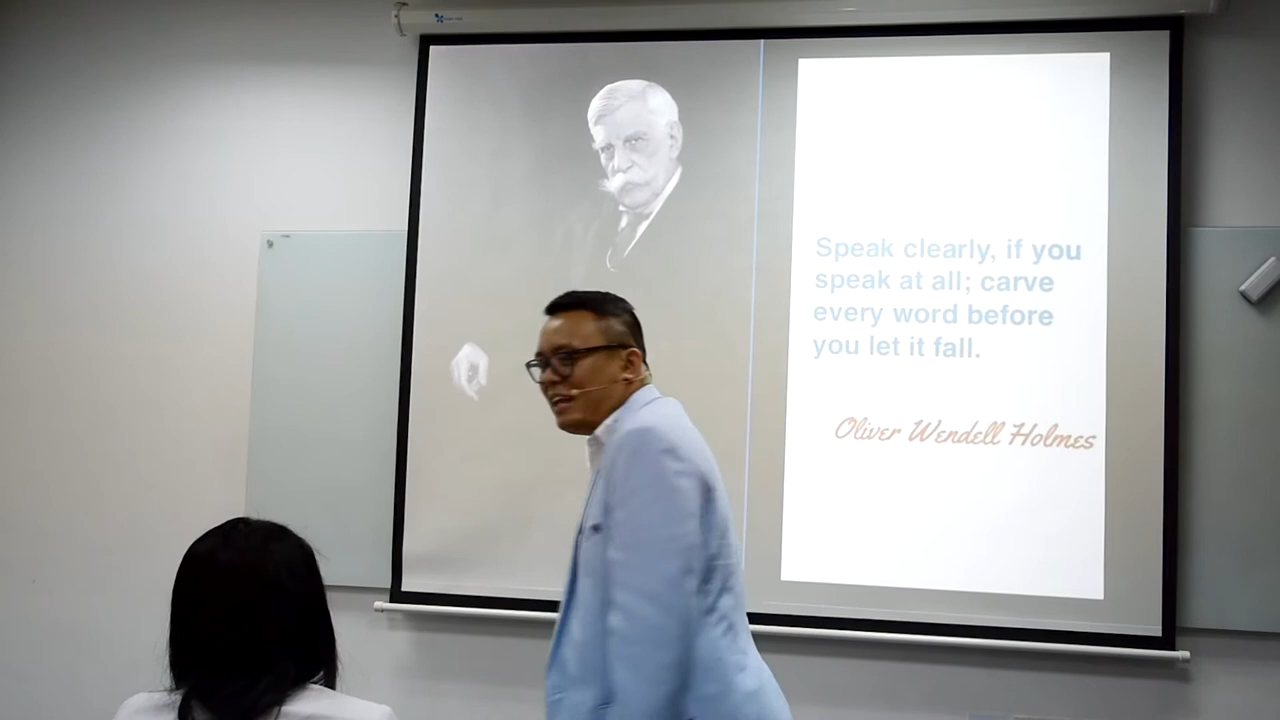 Speak clearly, if you
speak at all; carve
every word before
you let it fall.
Oliver Wendell Holmes